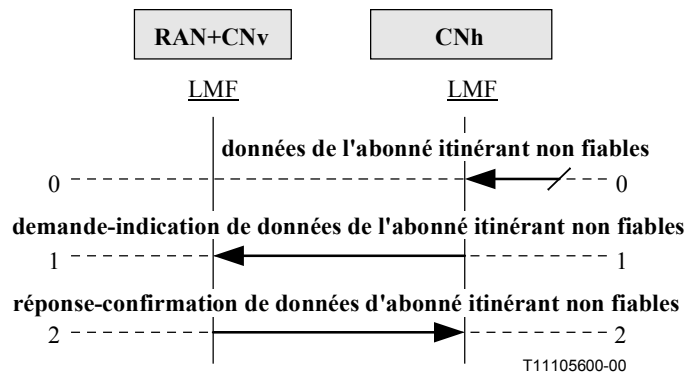 RAN+CNv CNh
LMF LMF
données de l'abonné itinérant non fiables
0 0
demande-indication de données de l'abonné itinérant non fiables
1 1
réponse-confirmation de données d'abonné itinérant non fiables
2 2
T11105600-00